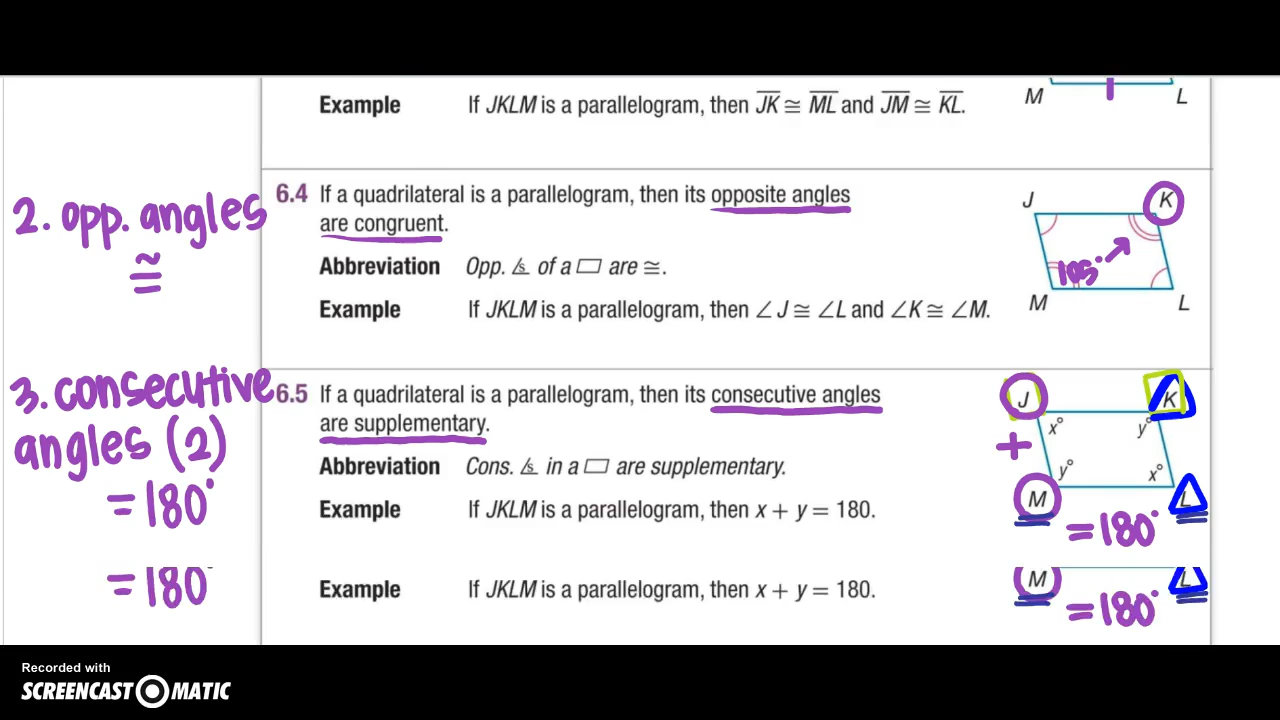 Example If JKLM is a parallelogram, then JK ≅ ML and JM ≅ KL.
M L
2. opp. angles
≅
6.4 If a quadrilateral is a parallelogram, then its opposite angles
are congruent.
Abbreviation Opp. ∠s of a ▱ are ≅.
Example If JKLM is a parallelogram, then ∠J ≅ ∠L and ∠K ≅ ∠M.
J K
105°
M L
3. consecutive
angles (2)
= 180°
= 180°
6.5 If a quadrilateral is a parallelogram, then its consecutive angles
are supplementary.
Abbreviation Cons. ∠s in a ▱ are supplementary.
Example If JKLM is a parallelogram, then x + y = 180.
J K
x° y°
+
y° x°
M L
= 180°
Example If JKLM is a parallelogram, then x + y = 180.
M L
= 180°
Recorded with
SCREENCAST MATIC